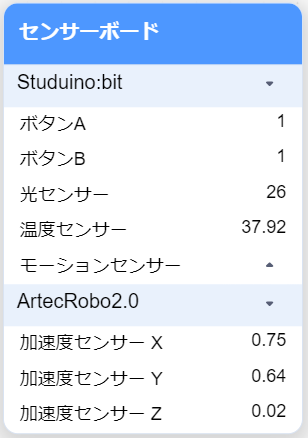 センサーボード
Studuino:bit
ボタンA 1
ボタンB 1
光センサー 26
温度センサー 37.92
モーションセンサー
ArtecRobo2.0
加速度センサー X 0.75
加速度センサー Y 0.64
加速度センサー Z 0.02